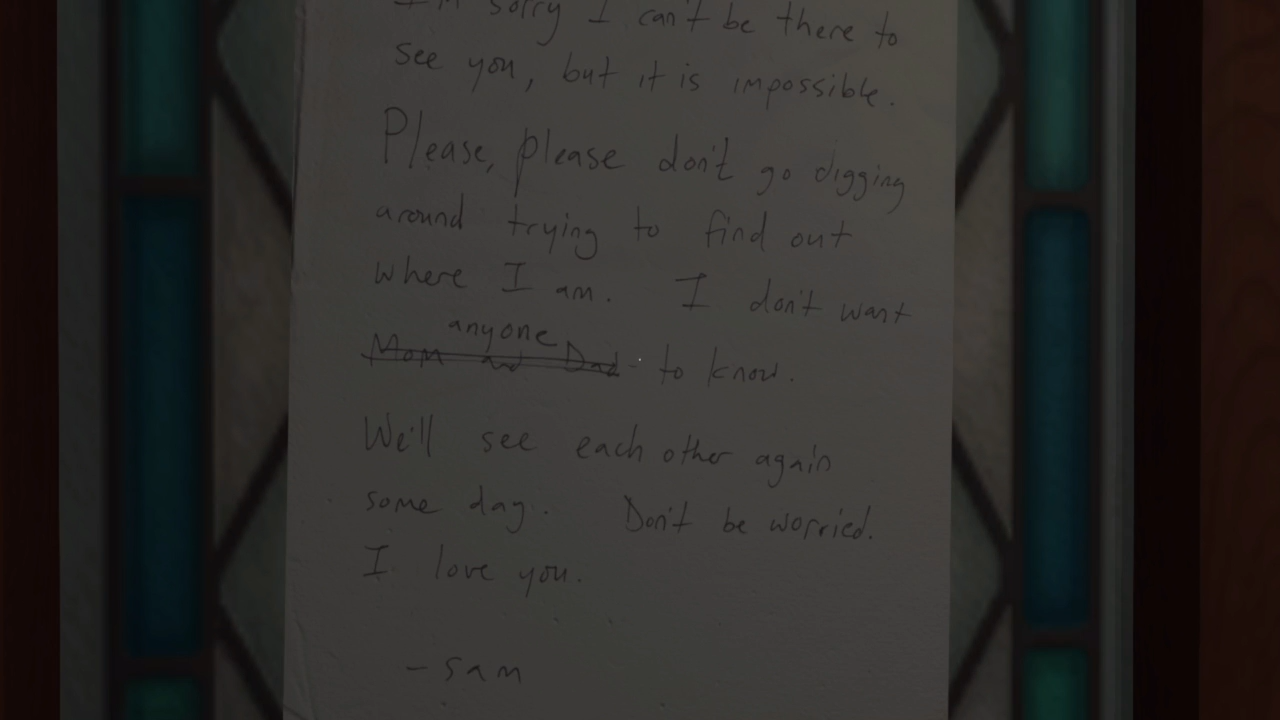 I'm sorry I can't be there to
see you, but it is impossible.
Please, please don't go digging
around trying to find out
where I am. I don't want
anyone
Mom and Dad to know.
We'll see each other again
some day. Don't be worried.
I love you.
- Sam